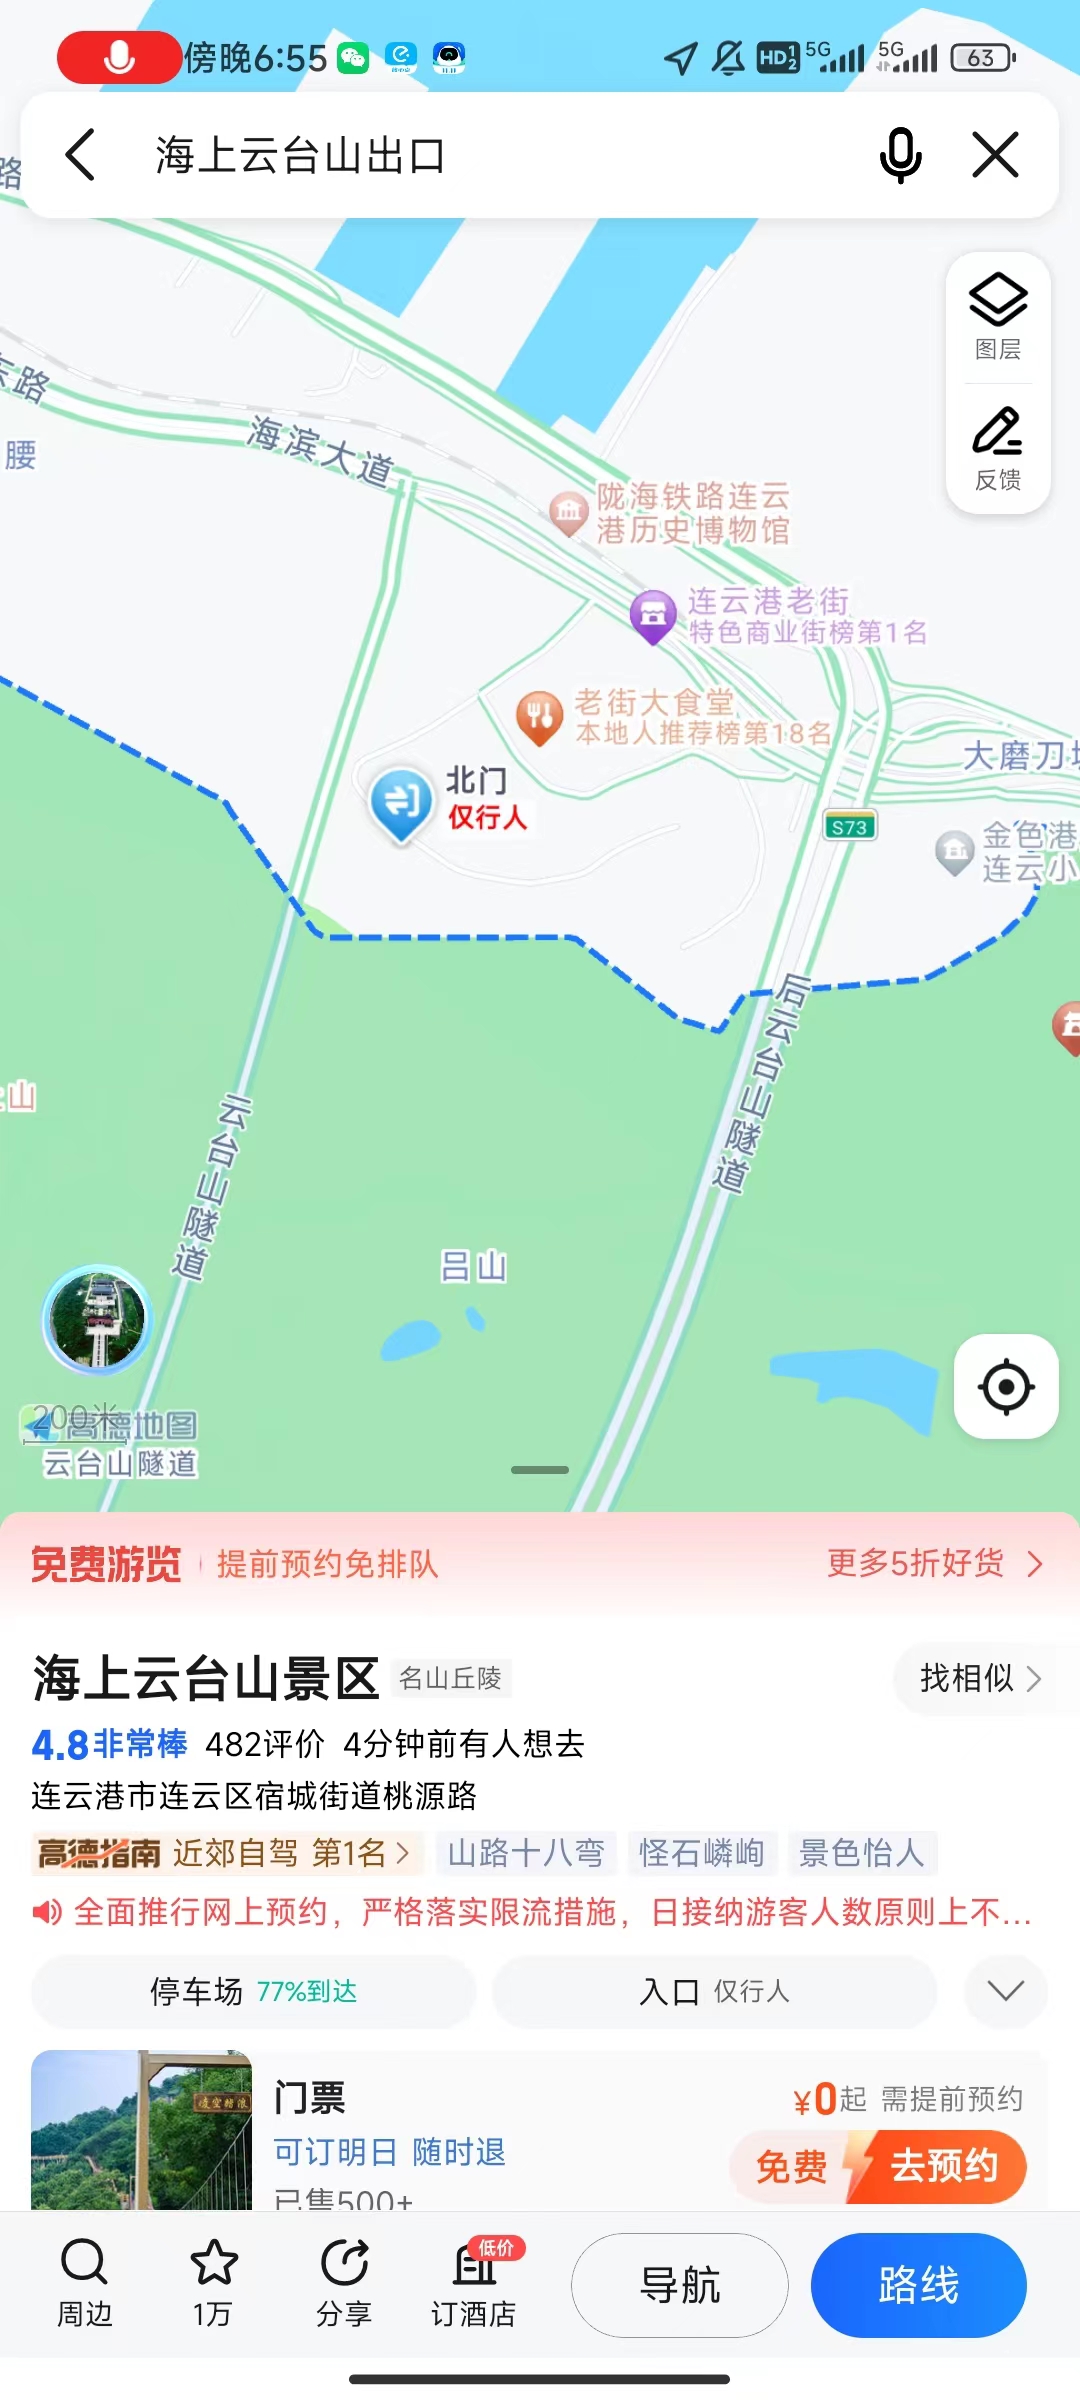 傍晚6:55
HD 1 2 5G 5G 63
海上云台山出口
路
图层
东路
海滨大道
腰
反馈
陇海铁路连云
港历史博物馆
连云港老街
特色商业街榜第1名
老街大食堂
本地人推荐榜第18名
大磨刀
北门
仅行人
S73
金色港
连云小
后云台山隧道
山
云台山隧道
吕山
200米
高德地图
云台山隧道
免费游览 提前预约免排队 更多5折好货
海上云台山景区 名山丘陵 找相似
4.8非常棒 482评价 4分钟前有人想去
连云港市连云区宿城街道桃源路
高德指南 近郊自驾 第1名 山路十八弯 怪石嶙峋 景色怡人
全面推行网上预约，严格落实限流措施，日接纳游客人数原则上不...
停车场 77%到达 入口 仅行人
门票 ¥0起 需提前预约
可订明日 随时退 免费 去预约
已售500+
低价
周边 1万 分享 订酒店 导航 路线